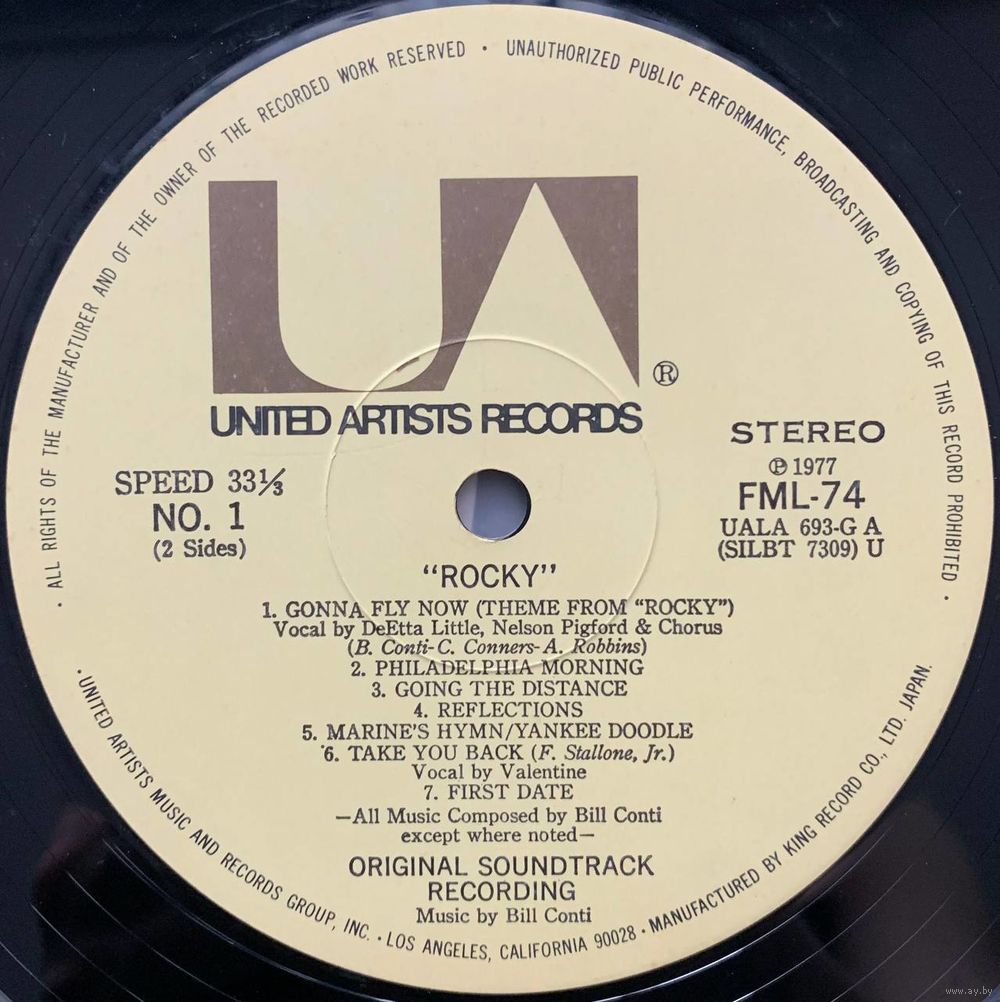 · ALL RIGHTS OF THE MANUFACTURER AND OF THE OWNER OF THE RECORDED WORK RESERVED · UNAUTHORIZED PUBLIC PERFORMANCE, BROADCASTING AND COPYING OF THIS RECORD PROHIBITED ·
UA
®
UNITED ARTISTS RECORDS
SPEED 33⅓
NO. 1
(2 Sides)
STEREO
℗ 1977
FML-74
UALA 693-G A
(SILBT 7309) U
“ROCKY”
1. GONNA FLY NOW (THEME FROM “ROCKY”)
Vocal by DeEtta Little, Nelson Pigford & Chorus
(B. Conti-C. Conners-A. Robbins)
2. PHILADELPHIA MORNING
3. GOING THE DISTANCE
4. REFLECTIONS
5. MARINE'S HYMN/YANKEE DOODLE
6. TAKE YOU BACK (F. Stallone, Jr.)
Vocal by Valentine
7. FIRST DATE
—All Music Composed by Bill Conti
except where noted—
ORIGINAL SOUNDTRACK
RECORDING
Music by Bill Conti
· UNITED ARTISTS MUSIC AND RECORDS GROUP, INC. · LOS ANGELES, CALIFORNIA 90028 · MANUFACTURED BY KING RECORD CO., LTD. JAPAN.
www.ay.by